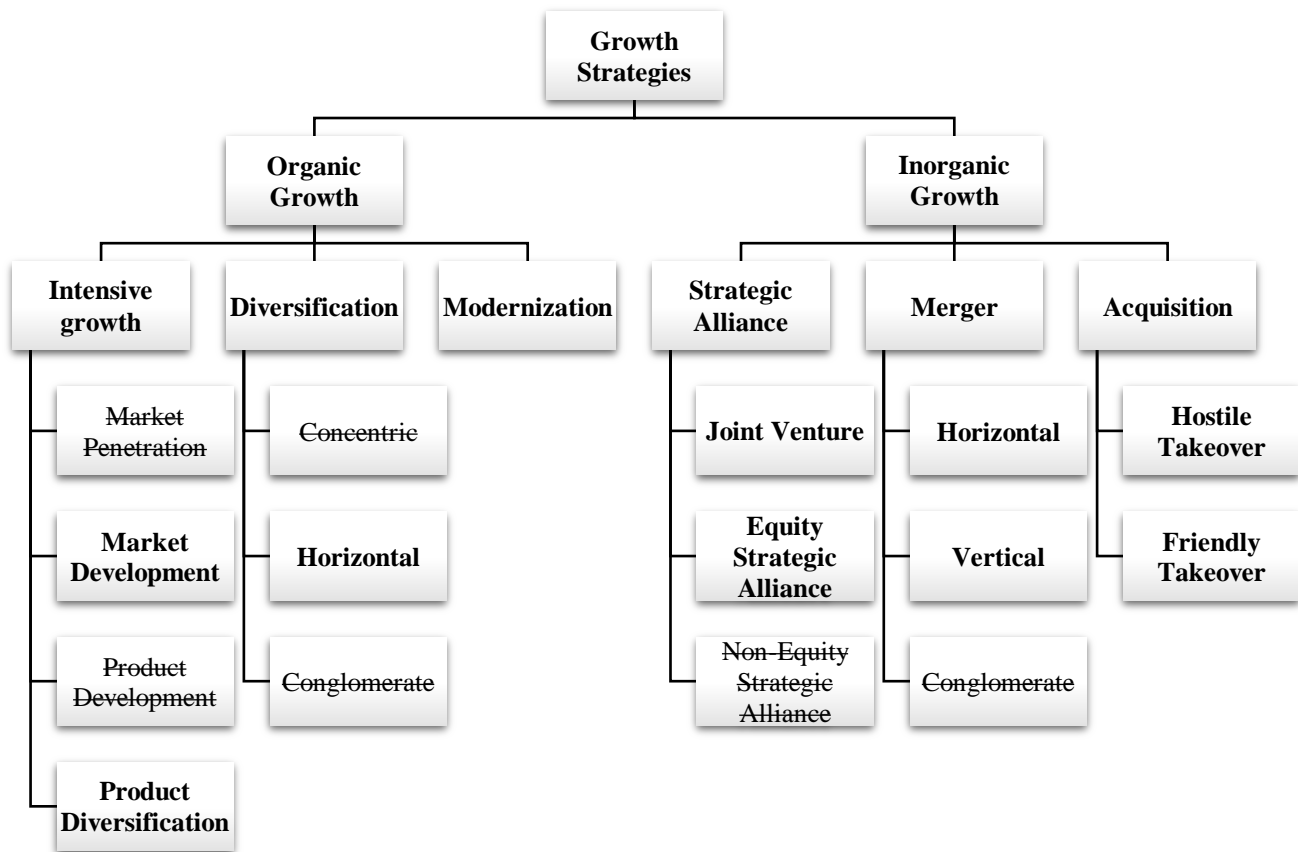 Growth
Strategies
Organic
Growth
Inorganic
Growth
Intensive
growth
Diversification
Modernization
Strategic
Alliance
Merger
Acquisition
Market
Penetration
Concentric
Joint Venture
Horizontal
Hostile
Takeover
Market
Development
Horizontal
Equity
Strategic
Alliance
Vertical
Friendly
Takeover
Product
Development
Conglomerate
Non-Equity
Strategic
Alliance
Conglomerate
Product
Diversification